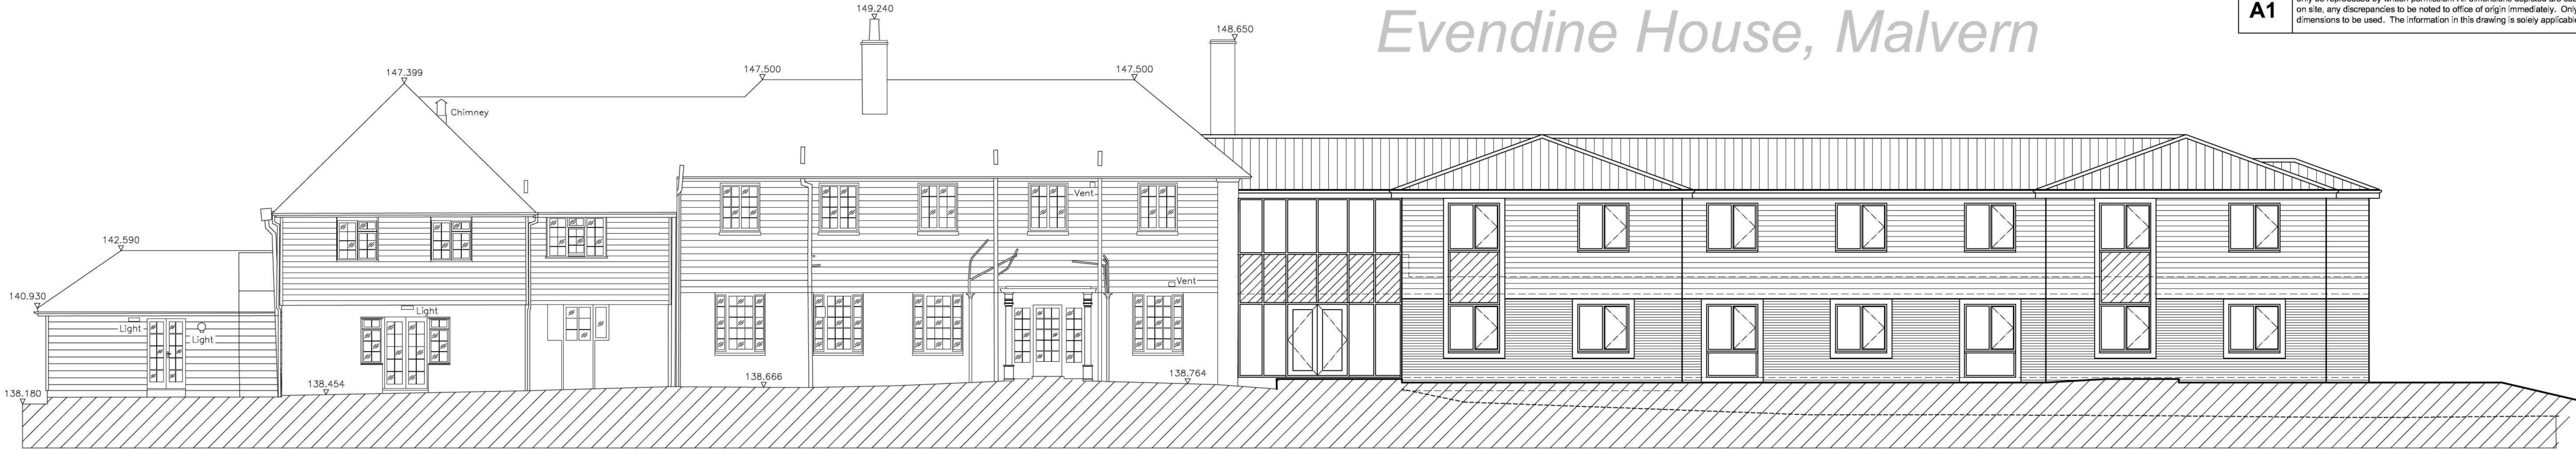 Evendine House, Malvern
A1
on site, any discrepancies to be noted to office of origin immediately. Only
dimensions to be used. The information in this drawing is solely applicable
149.240
148.650
147.399
147.500
147.500
Chimney
Vent
142.590
140.930
Light
Light
Light
Vent
138.180
138.454
138.666
138.764